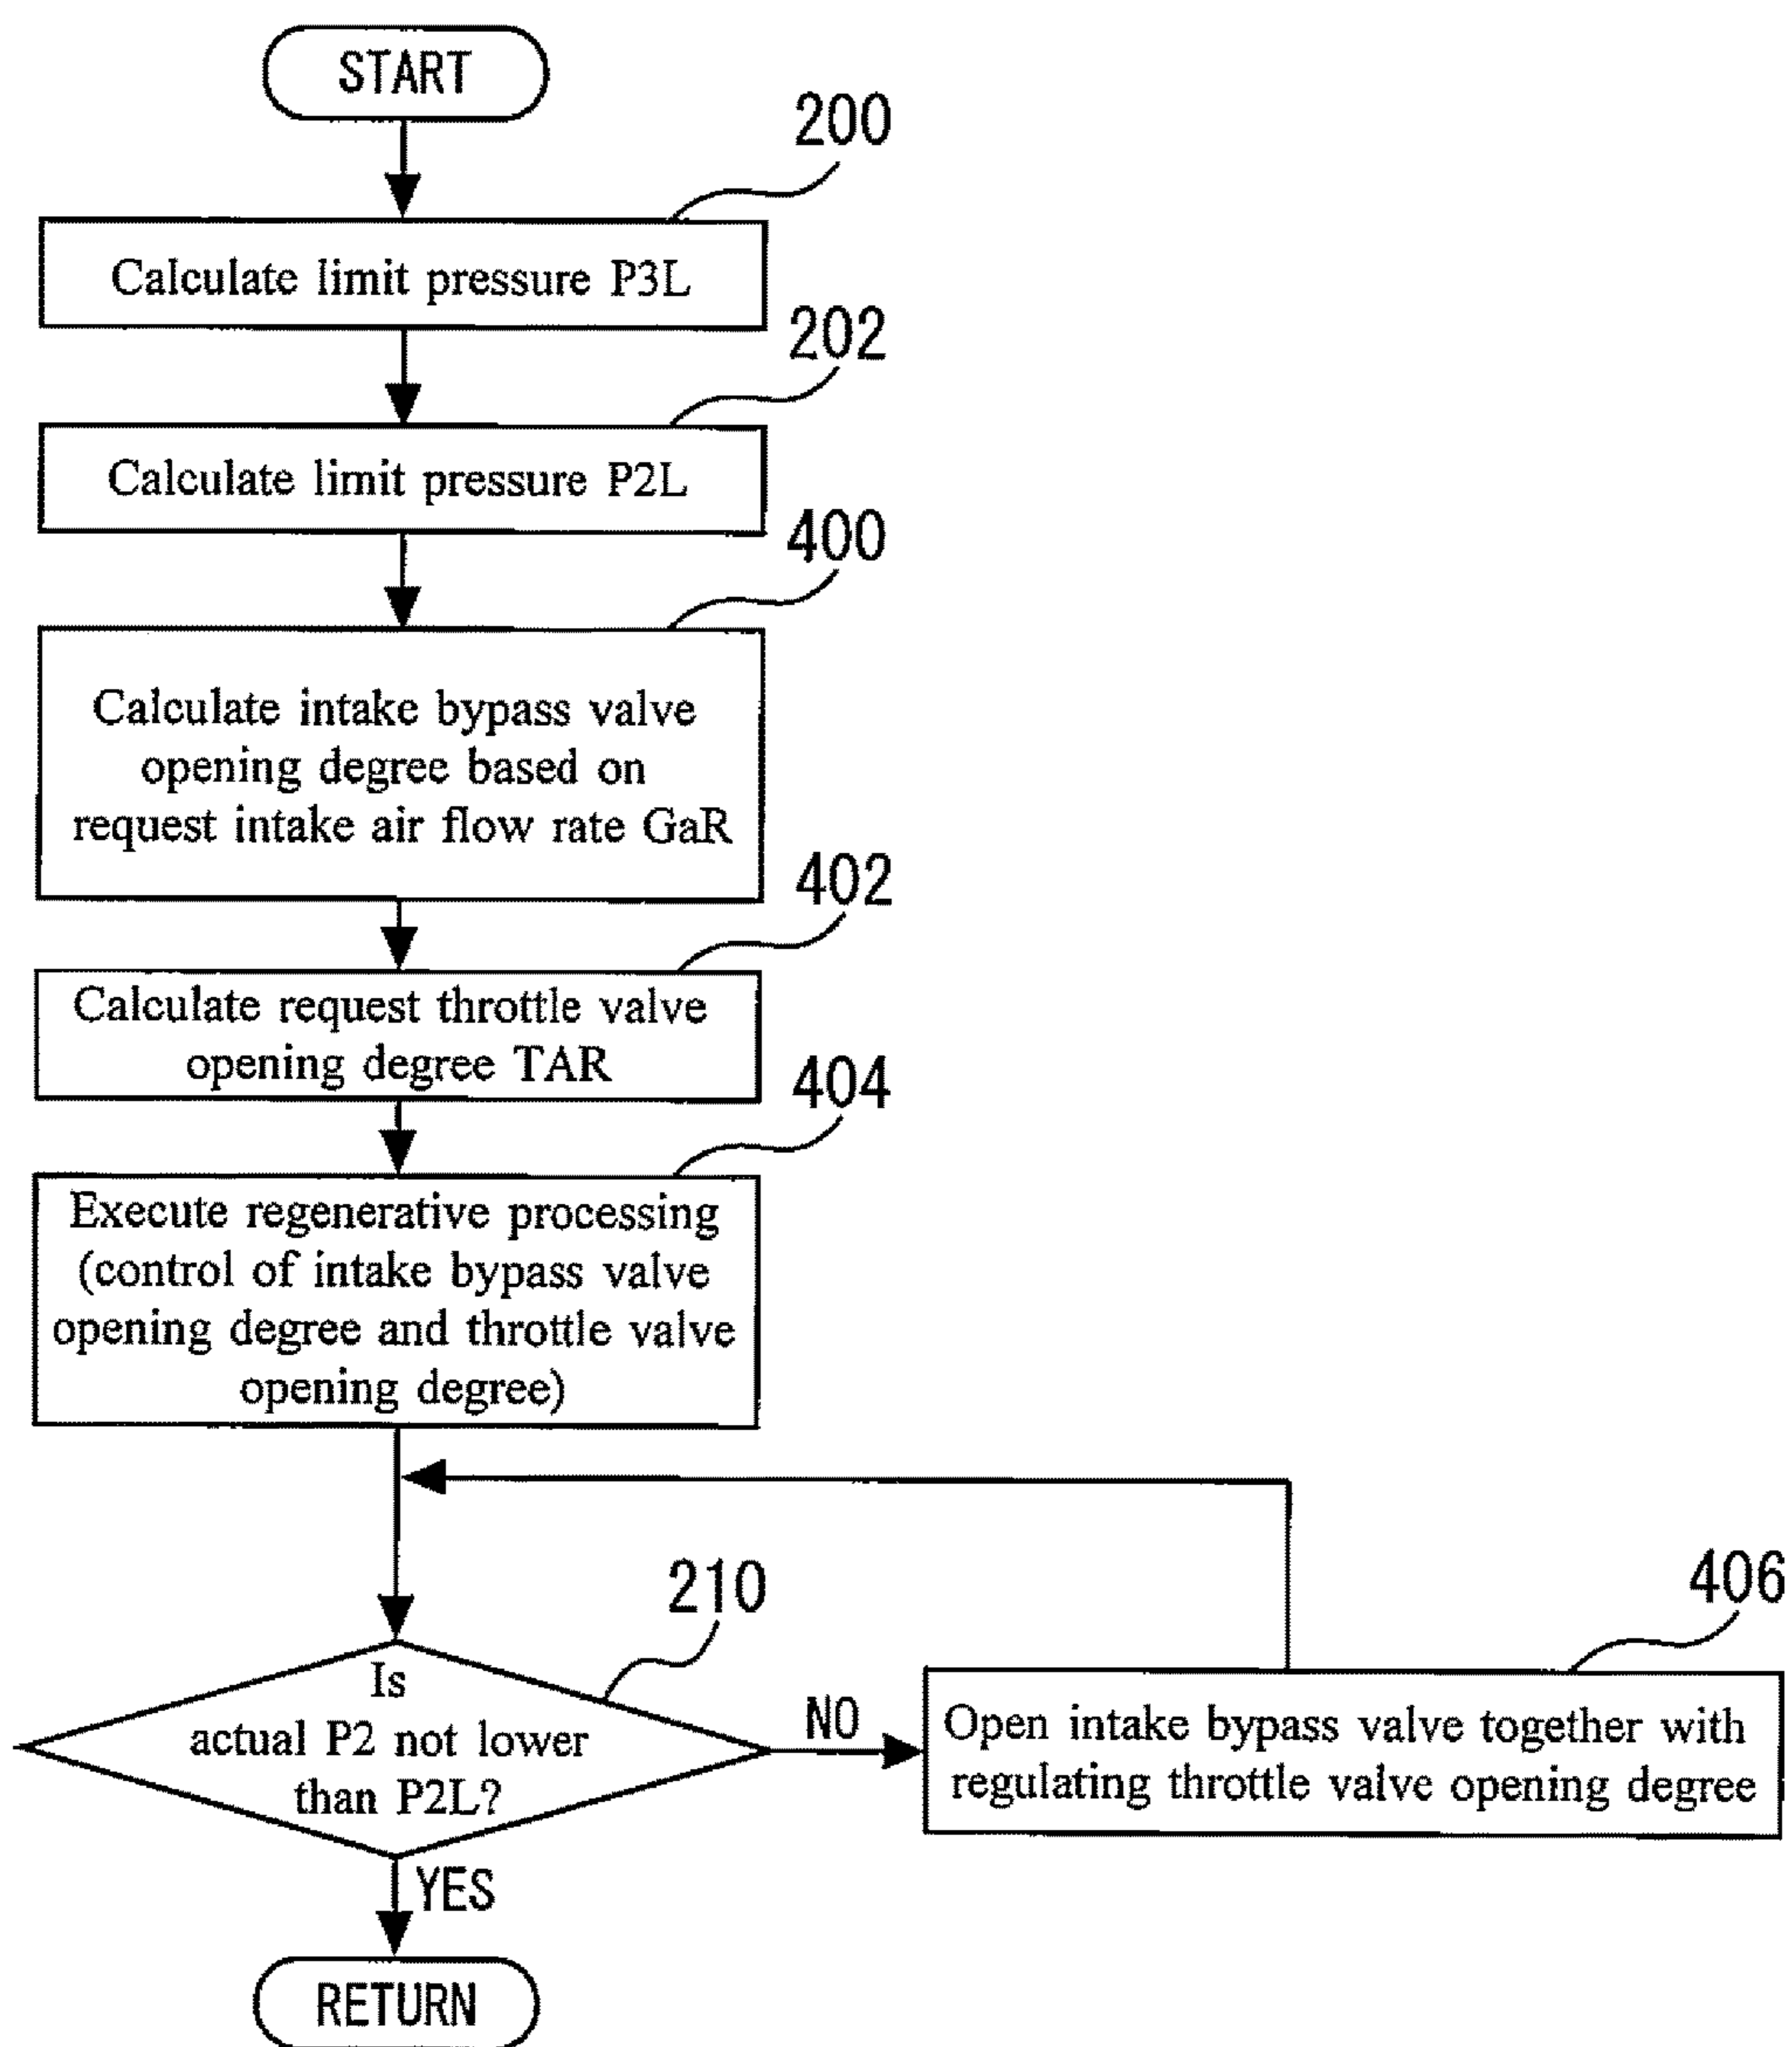 START
200
Calculate limit pressure P3L
202
Calculate limit pressure P2L
400
Calculate intake bypass valve
opening degree based on
request intake air flow rate GaR
402
Calculate request throttle valve
opening degree TAR
404
Execute regenerative processing
(control of intake bypass valve
opening degree and throttle valve
opening degree)
210
Is
actual P2 not lower
than P2L?
NO
406
Open intake bypass valve together with
regulating throttle valve opening degree
YES
RETURN